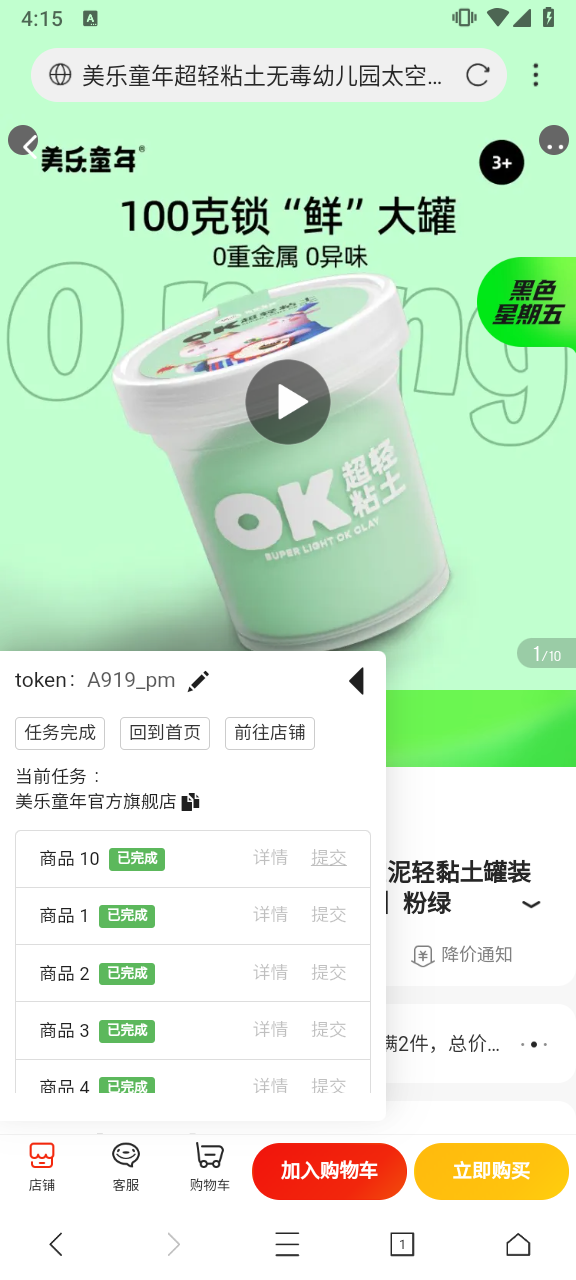 4:15
A
美乐童年超轻粘土无毒幼儿园太空...
美乐童年®
3+
100克锁“鲜”大罐
0重金属 0异味
黑色
星期五
OK超轻粘土
OK超轻
粘土
SUPER LIGHT OK CLAY
1/10
token: A919_pm
任务完成
回到首页
前往店铺
当前任务：
美乐童年官方旗舰店
商品 10 已完成 详情 提交
商品 1 已完成 详情 提交
商品 2 已完成 详情 提交
商品 3 已完成 详情 提交
商品 4 已完成 详情 提交
泥轻黏土罐装
粉绿
降价通知
满2件，总价...
店铺
客服
购物车
加入购物车
立即购买
1